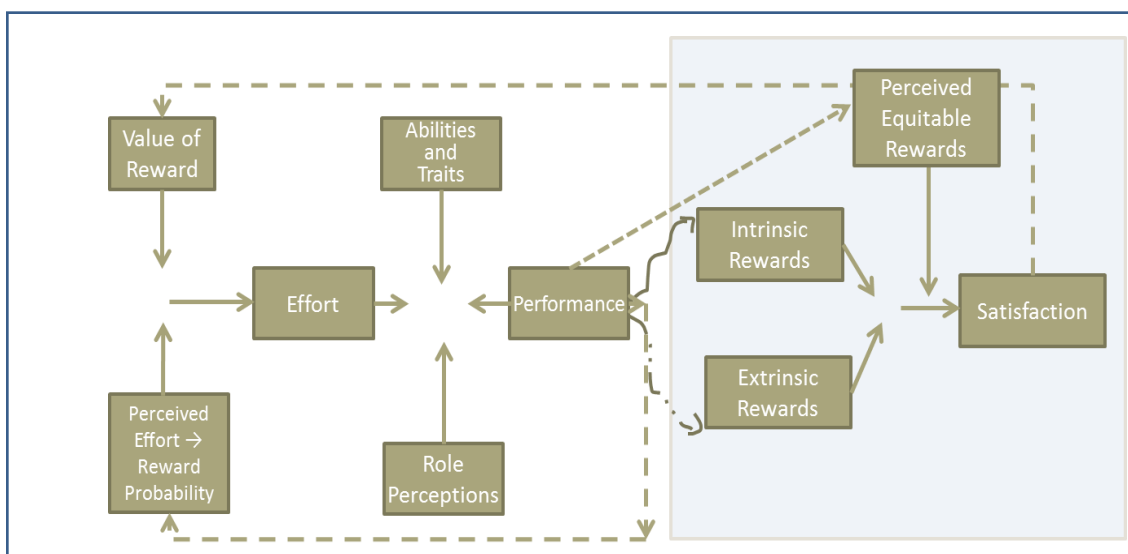 Value of
Reward
Abilities
and
Traits
Perceived
Equitable
Rewards
Intrinsic
Rewards
Effort
Performance
Satisfaction
Extrinsic
Rewards
Perceived
Effort →
Reward
Probability
Role
Perceptions